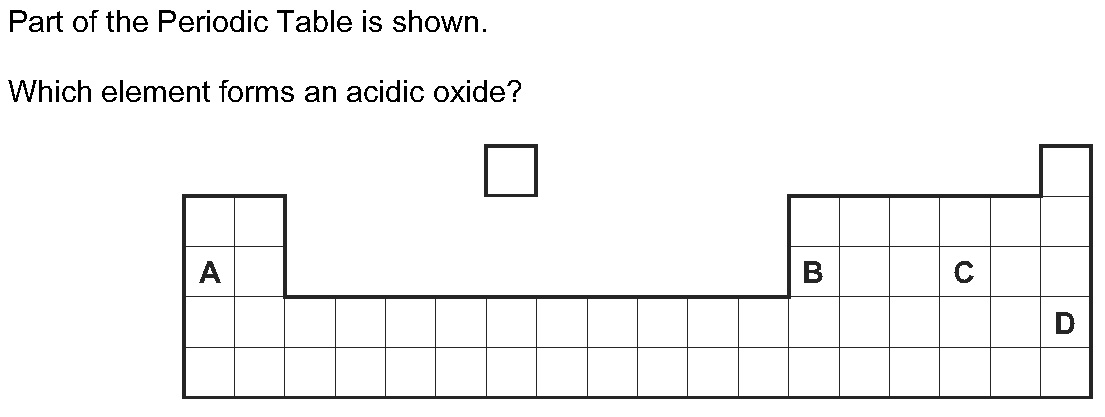 Part of the Periodic Table is shown.
Which element forms an acidic oxide?
A B C
D